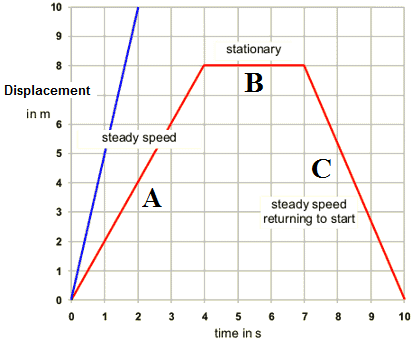 10
9
8
Displacement
in m
6
5
4
3
2
1
0
stationary
B
steady speed
A
C
steady speed
returning to start
0 1 2 3 4 5 6 7 8 9 10
time in s